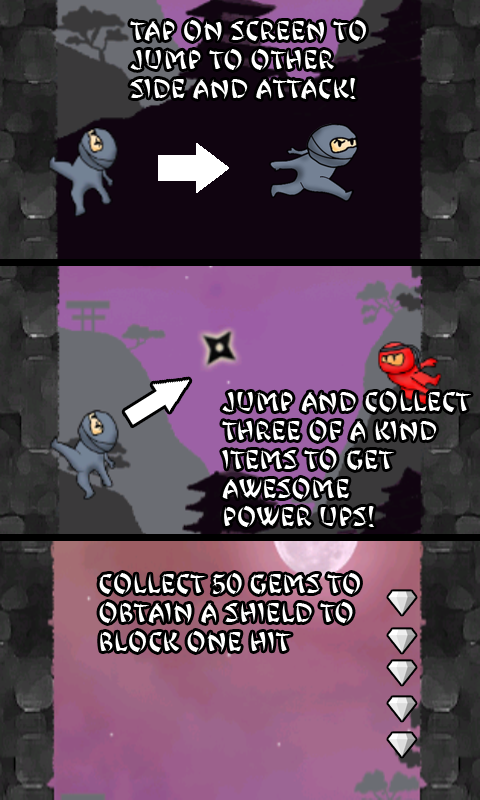 TAP ON SCREEN TO
JUMP TO OTHER
SIDE AND ATTACK!
JUMP AND COLLECT
THREE OF A KIND
ITEMS TO GET
AWESOME
POWER UPS!
COLLECT 50 GEMS TO
OBTAIN A SHIELD TO
BLOCK ONE HIT